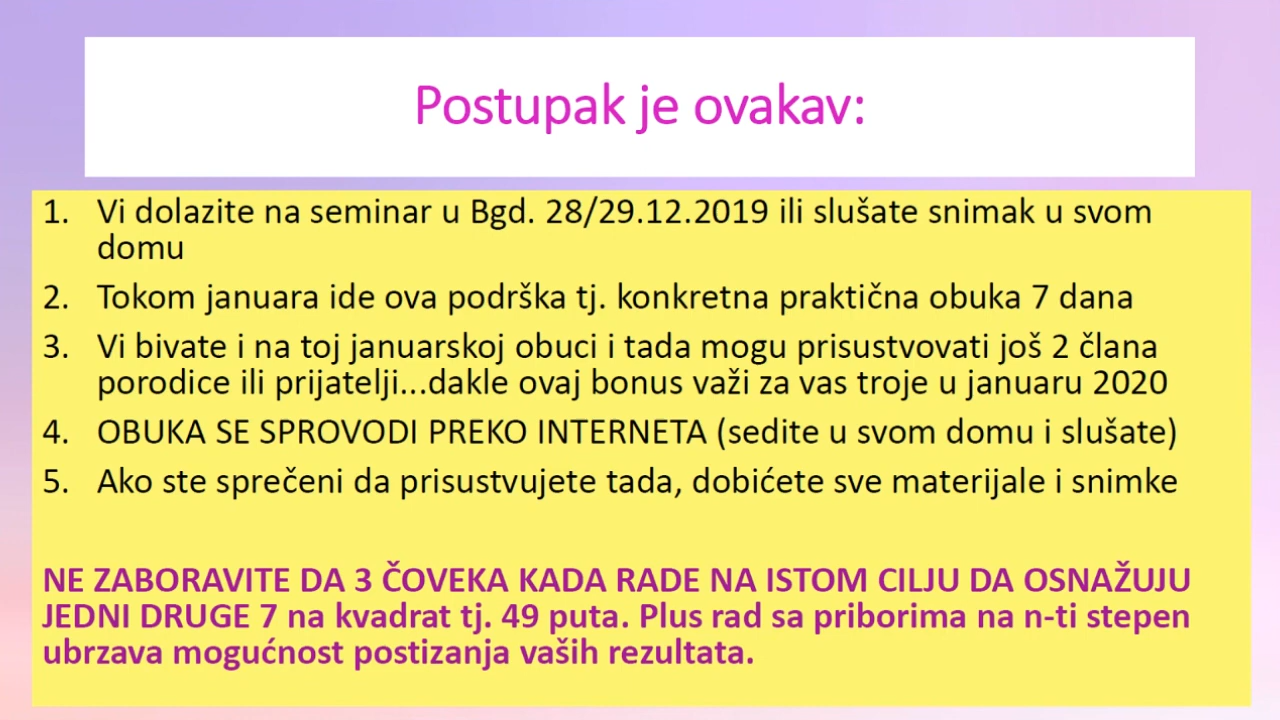 Postupak je ovakav:
1. Vi dolazite na seminar u Bgd. 28/29.12.2019 ili slušate snimak u svom
domu
2. Tokom januara ide ova podrška tj. konkretna praktična obuka 7 dana
3. Vi bivate i na toj januarskoj obuci i tada mogu prisustvovati još 2 člana
porodice ili prijatelji...dakle ovaj bonus važi za vas troje u januaru 2020
4. OBUKA SE SPROVODI PREKO INTERNETA (sedite u svom domu i slušate)
5. Ako ste sprečeni da prisustvujete tada, dobićete sve materijale i snimke
NE ZABORAVITE DA 3 ČOVEKA KADA RADE NA ISTOM CILJU DA OSNAŽUJU
JEDNI DRUGE 7 na kvadrat tj. 49 puta. Plus rad sa priborima na n-ti stepen
ubrzava mogućnost postizanja vaših rezultata.